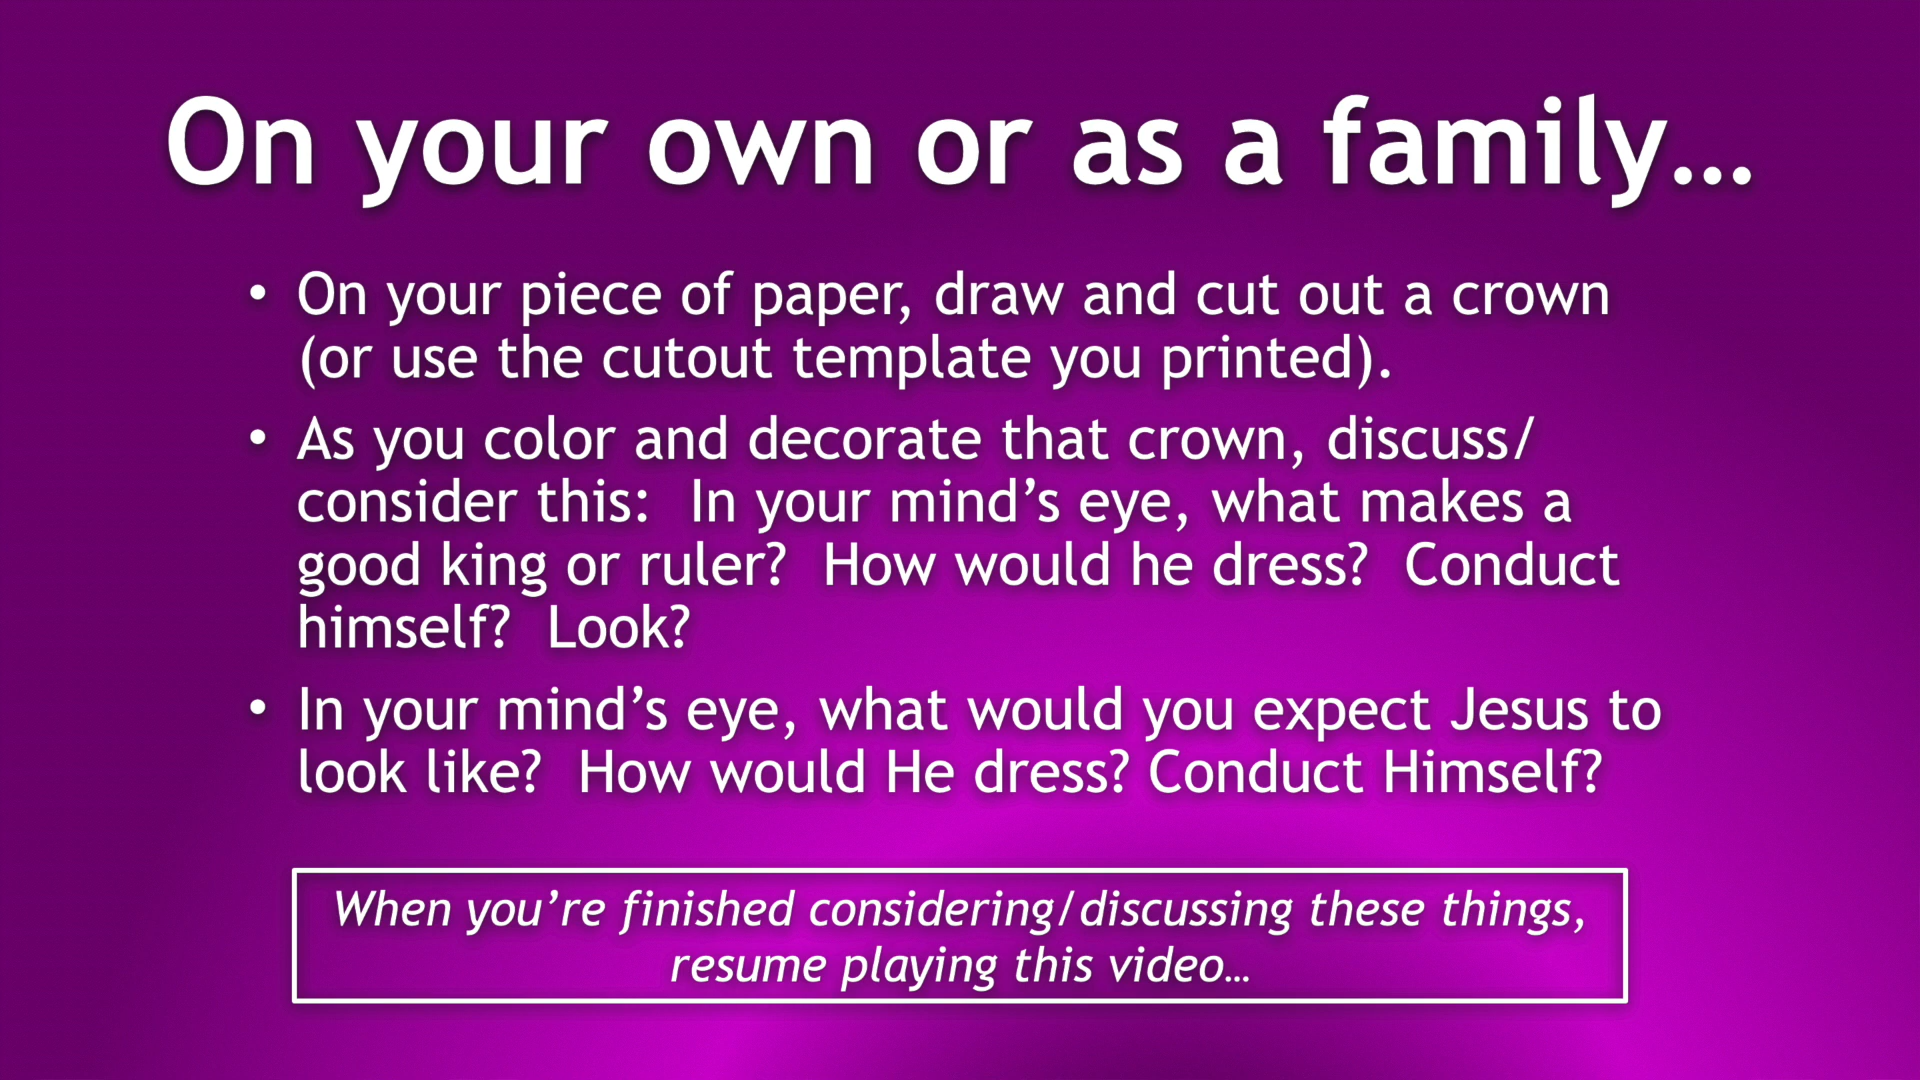 On your own or as a family…
• On your piece of paper, draw and cut out a crown
(or use the cutout template you printed).
• As you color and decorate that crown, discuss/
consider this:  In your mind’s eye, what makes a
good king or ruler?  How would he dress?  Conduct
himself?  Look?
• In your mind’s eye, what would you expect Jesus to
look like?  How would He dress? Conduct Himself?
When you’re finished considering/discussing these things,
resume playing this video…